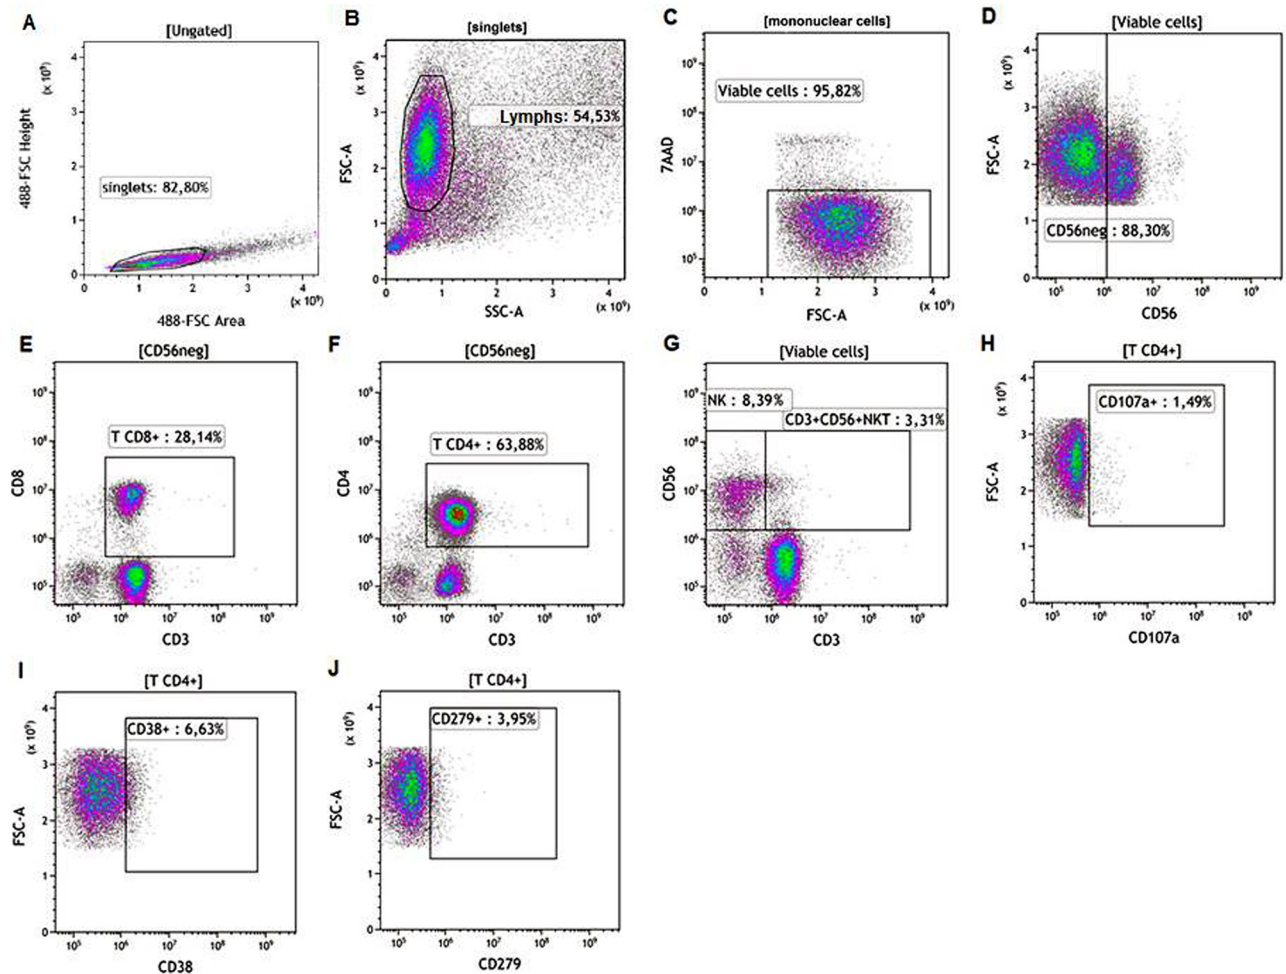 A
[Ungated]
488-FSC Height
(x 10⁹)
4
3
2
1
0
singlets: 82,80%
0 1 2 3 4
(x 10⁹)
488-FSC Area
B
[singlets]
FSC-A
(x 10⁹)
4
3
2
1
0
Lymphs: 54,53%
0 1 2 3 4
(x 10⁹)
SSC-A
C
[mononuclear cells]
7AAD
10⁹
10⁸
10⁷
10⁶
10⁵
Viable cells : 95,82%
0 1 2 3 4
(x 10⁹)
FSC-A
D
[Viable cells]
FSC-A
(x 10⁹)
4
3
2
1
0
CD56neg : 88,30%
10⁵ 10⁶ 10⁷ 10⁸ 10⁹
CD56
E
[CD56neg]
CD8
10⁹
10⁸
10⁷
10⁶
10⁵
T CD8+ : 28,14%
10⁵ 10⁶ 10⁷ 10⁸ 10⁹
CD3
F
[CD56neg]
CD4
10⁹
10⁸
10⁷
10⁶
10⁵
T CD4+ : 63,88%
10⁵ 10⁶ 10⁷ 10⁸ 10⁹
CD3
G
[Viable cells]
CD56
10⁹
10⁸
10⁷
10⁶
10⁵
NK : 8,39%
CD3+CD56+NKT : 3,31%
10⁵ 10⁶ 10⁷ 10⁸ 10⁹
CD3
H
[T CD4+]
FSC-A
(x 10⁹)
4
3
2
1
0
CD107a+ : 1,49%
10⁵ 10⁶ 10⁷ 10⁸ 10⁹
CD107a
I
[T CD4+]
FSC-A
(x 10⁹)
4
3
2
1
0
CD38+ : 6,63%
10⁵ 10⁶ 10⁷ 10⁸ 10⁹
CD38
J
[T CD4+]
FSC-A
(x 10⁹)
4
3
2
1
0
CD279+ : 3,95%
10⁵ 10⁶ 10⁷ 10⁸ 10⁹
CD279